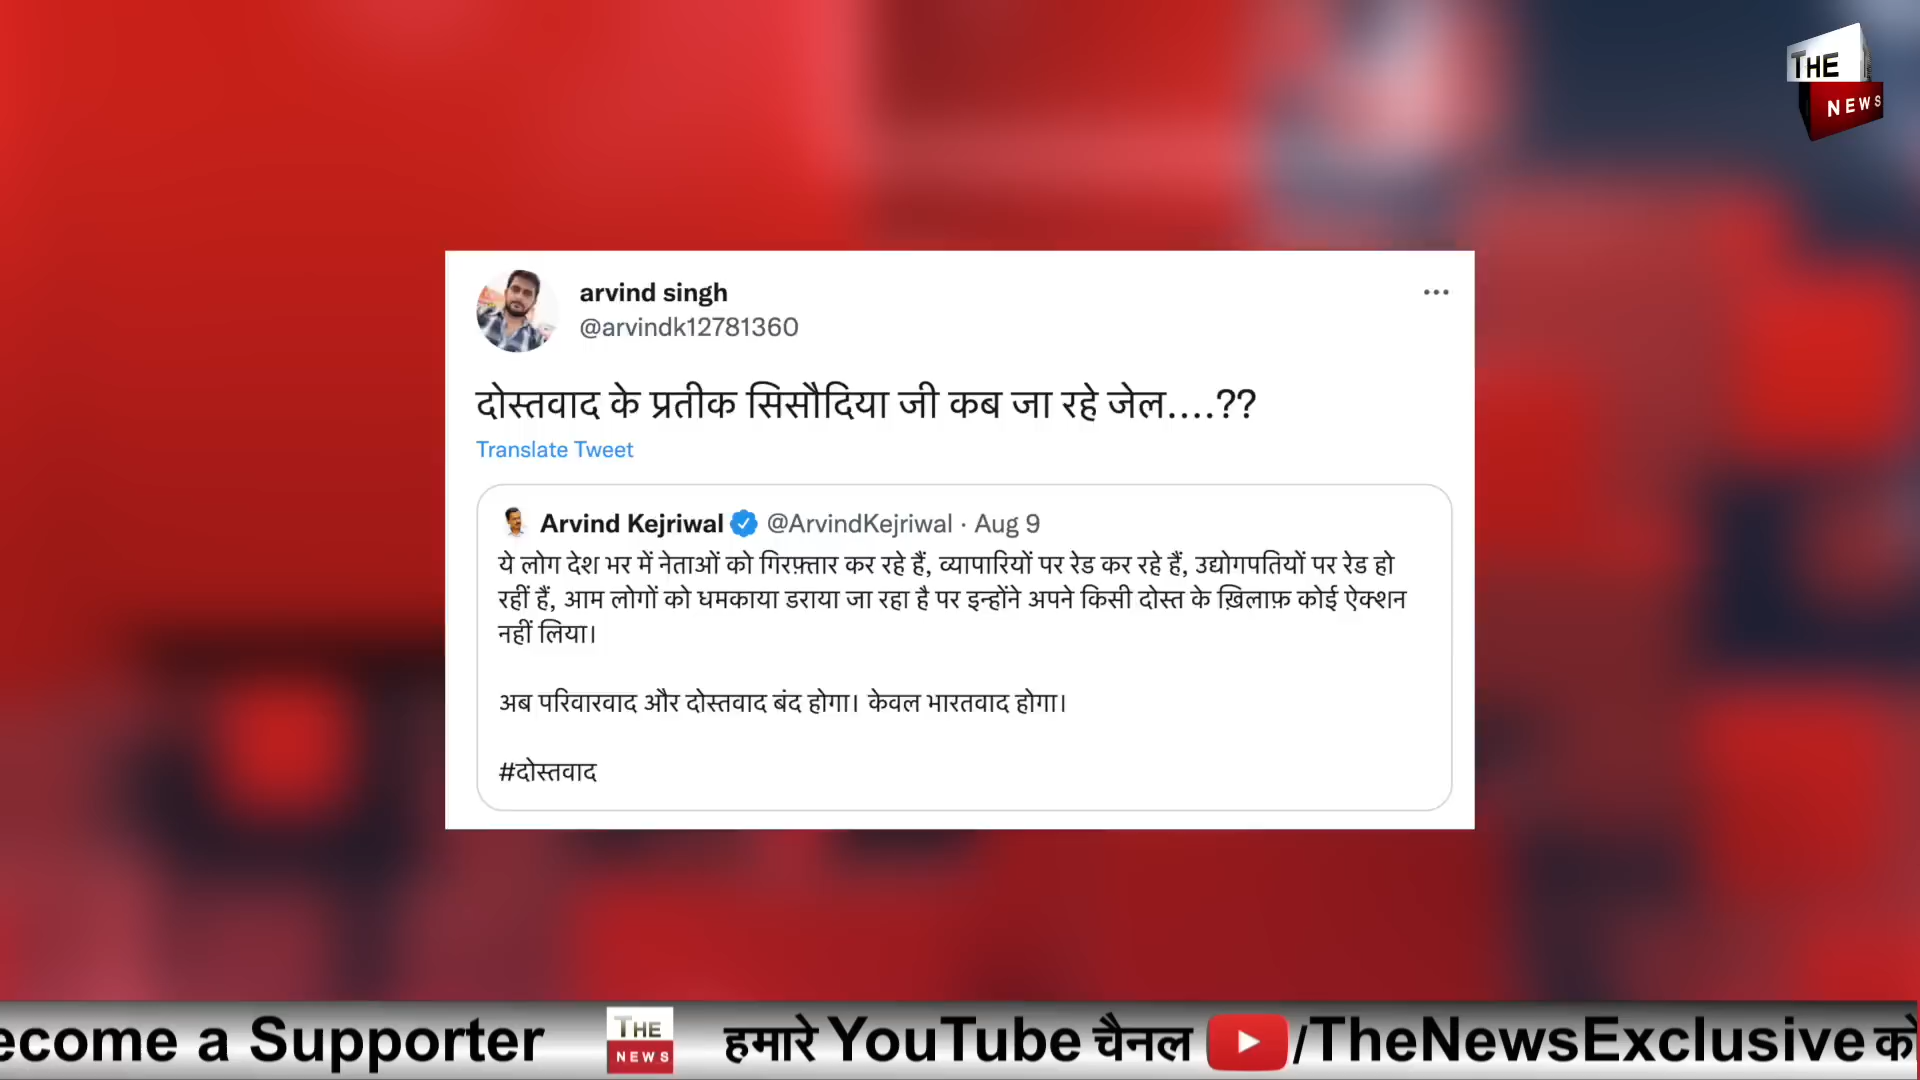 THE
NEWS
arvind singh
@arvindk12781360
दोस्तवाद के प्रतीक सिसौदिया जी कब जा रहे जेल....??
Translate Tweet
Arvind Kejriwal @ArvindKejriwal · Aug 9
ये लोग देश भर में नेताओं को गिरफ़्तार कर रहे हैं, व्यापारियों पर रेड कर रहे हैं, उद्योगपतियों पर रेड हो
रहीं हैं, आम लोगों को धमकाया डराया जा रहा है पर इन्होंने अपने किसी दोस्त के ख़िलाफ़ कोई ऐक्शन
नहीं लिया।
अब परिवारवाद और दोस्तवाद बंद होगा। केवल भारतवाद होगा।
#दोस्तवाद
ecome a Supporter THE NEWS हमारे YouTube चैनल /TheNewsExclusive को